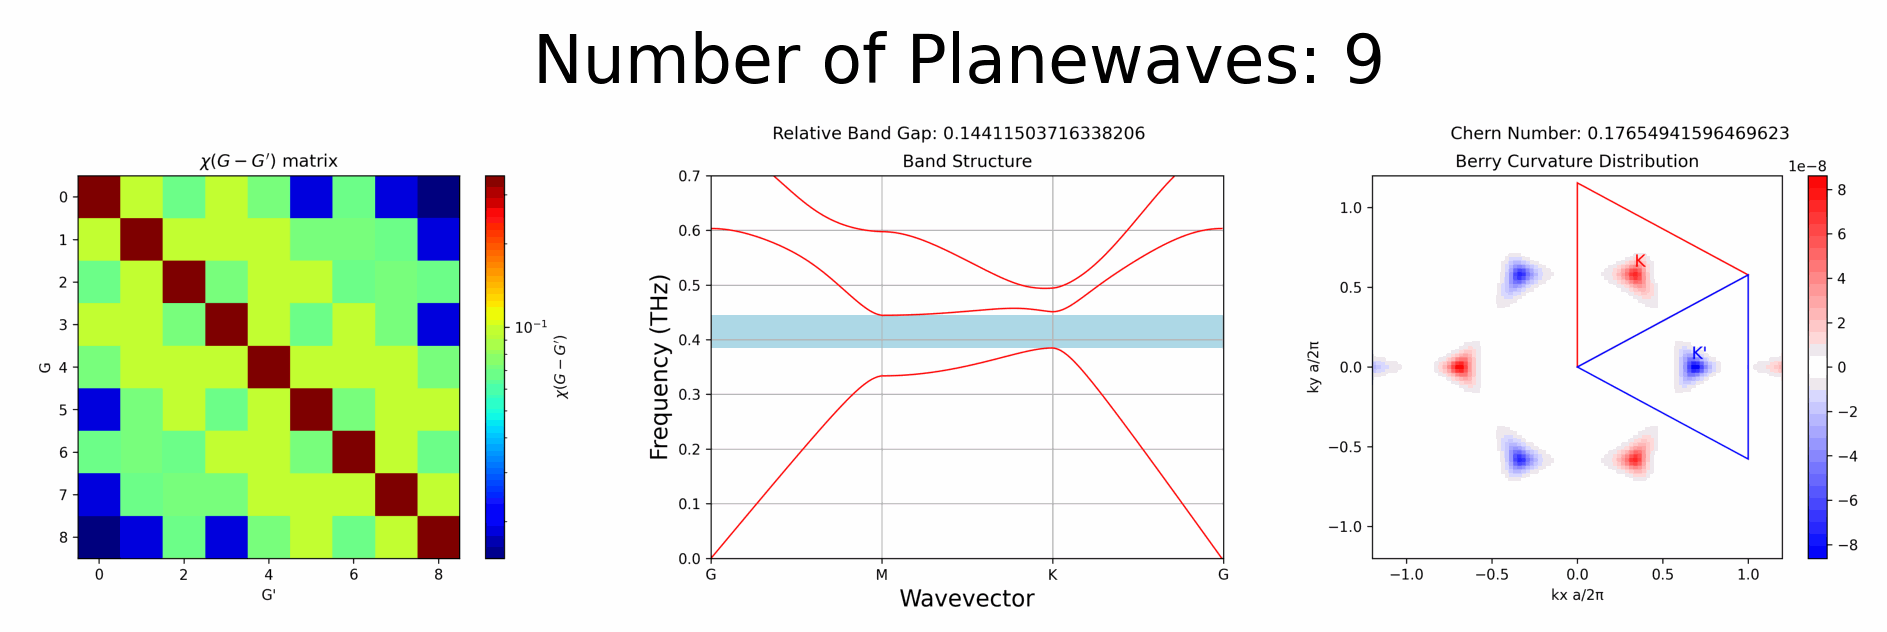 Number of Planewaves: 9
χ(G − G′) matrix
0
1
2
3
4
5
6
7
8
G
0 2 4 6 8
G'
10⁻¹
χ(G − G′)
Relative Band Gap: 0.14411503716338206
Band Structure
0.7
0.6
0.5
0.4
0.3
0.2
0.1
0.0
Frequency (THz)
G M K G
Wavevector
Chern Number: 0.17654941596469623
Berry Curvature Distribution
1e−8
1.0
0.5
0.0
−0.5
−1.0
ky a/2π
K
K'
−1.0 −0.5 0.0 0.5 1.0
kx a/2π
8
6
4
2
0
−2
−4
−6
−8